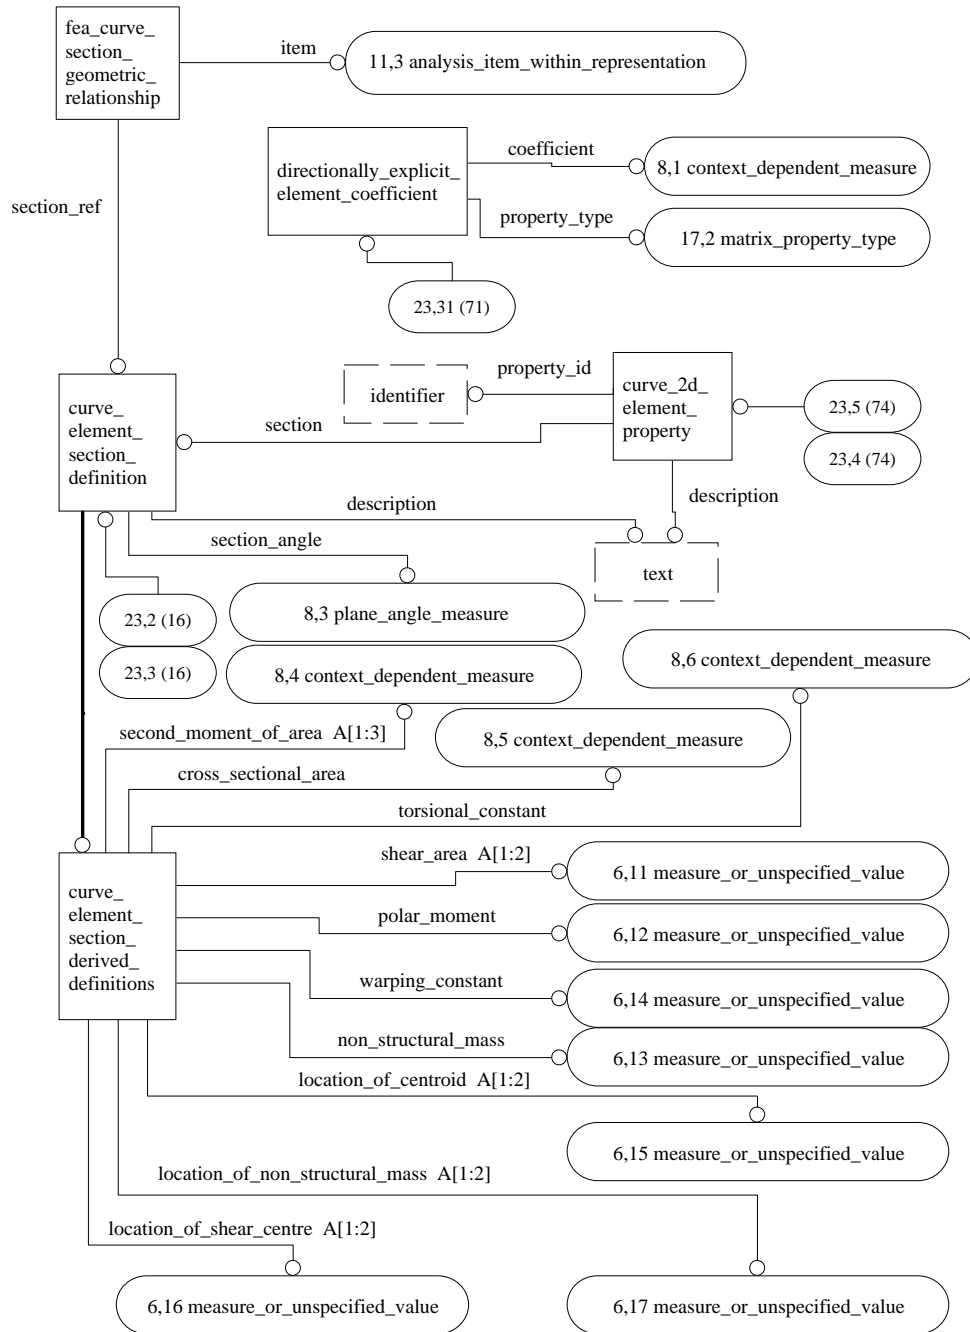 fea_curve_
section_
geometric_
relationship
item
11,3 analysis_item_within_representation
section_ref
directionally_explicit_
element_coefficient
coefficient
8,1 context_dependent_measure
property_type
17,2 matrix_property_type
23,31 (71)
curve_
element_
section_
definition
identifier
property_id
section
curve_2d_
element_
property
23,5 (74)
23,4 (74)
description
description
section_angle
text
23,2 (16)
23,3 (16)
8,3 plane_angle_measure
8,4 context_dependent_measure
8,6 context_dependent_measure
second_moment_of_area A[1:3]
8,5 context_dependent_measure
cross_sectional_area
torsional_constant
curve_
element_
section_
derived_
definitions
shear_area A[1:2]
6,11 measure_or_unspecified_value
polar_moment
6,12 measure_or_unspecified_value
warping_constant
6,14 measure_or_unspecified_value
non_structural_mass
6,13 measure_or_unspecified_value
location_of_centroid A[1:2]
6,15 measure_or_unspecified_value
location_of_non_structural_mass A[1:2]
location_of_shear_centre A[1:2]
6,16 measure_or_unspecified_value
6,17 measure_or_unspecified_value